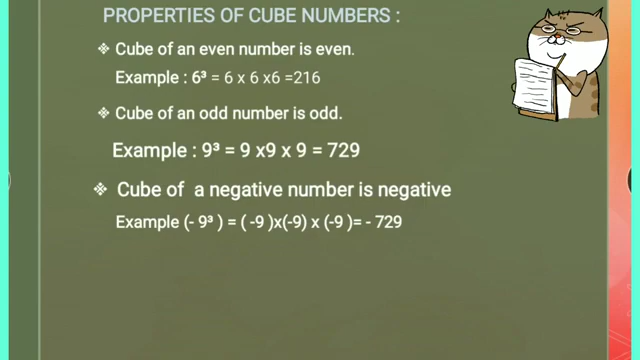 PROPERTIES OF CUBE NUMBERS :
❖ Cube of an even number is even.
Example : 6³ = 6 x 6 x6 =216
❖ Cube of an odd number is odd.
Example : 9³ = 9 x9 x 9 = 729
❖ Cube of a negative number is negative
Example (- 9³ ) = ( -9 )x(-9) x (-9 )= - 729